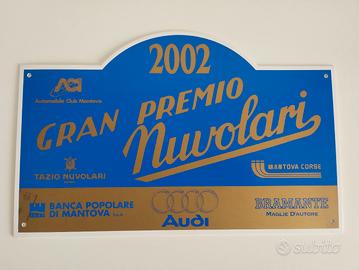 2002
ACI
Automobile Club Mantova
GRAN PREMIO
Nuvolari
TAZIO NUVOLARI
MANTOVA CORSE
BANCA POPOLARE
DI MANTOVA S.p.A.
Audi
BRAMANTE
MAGLIE D'AUTORE
subito